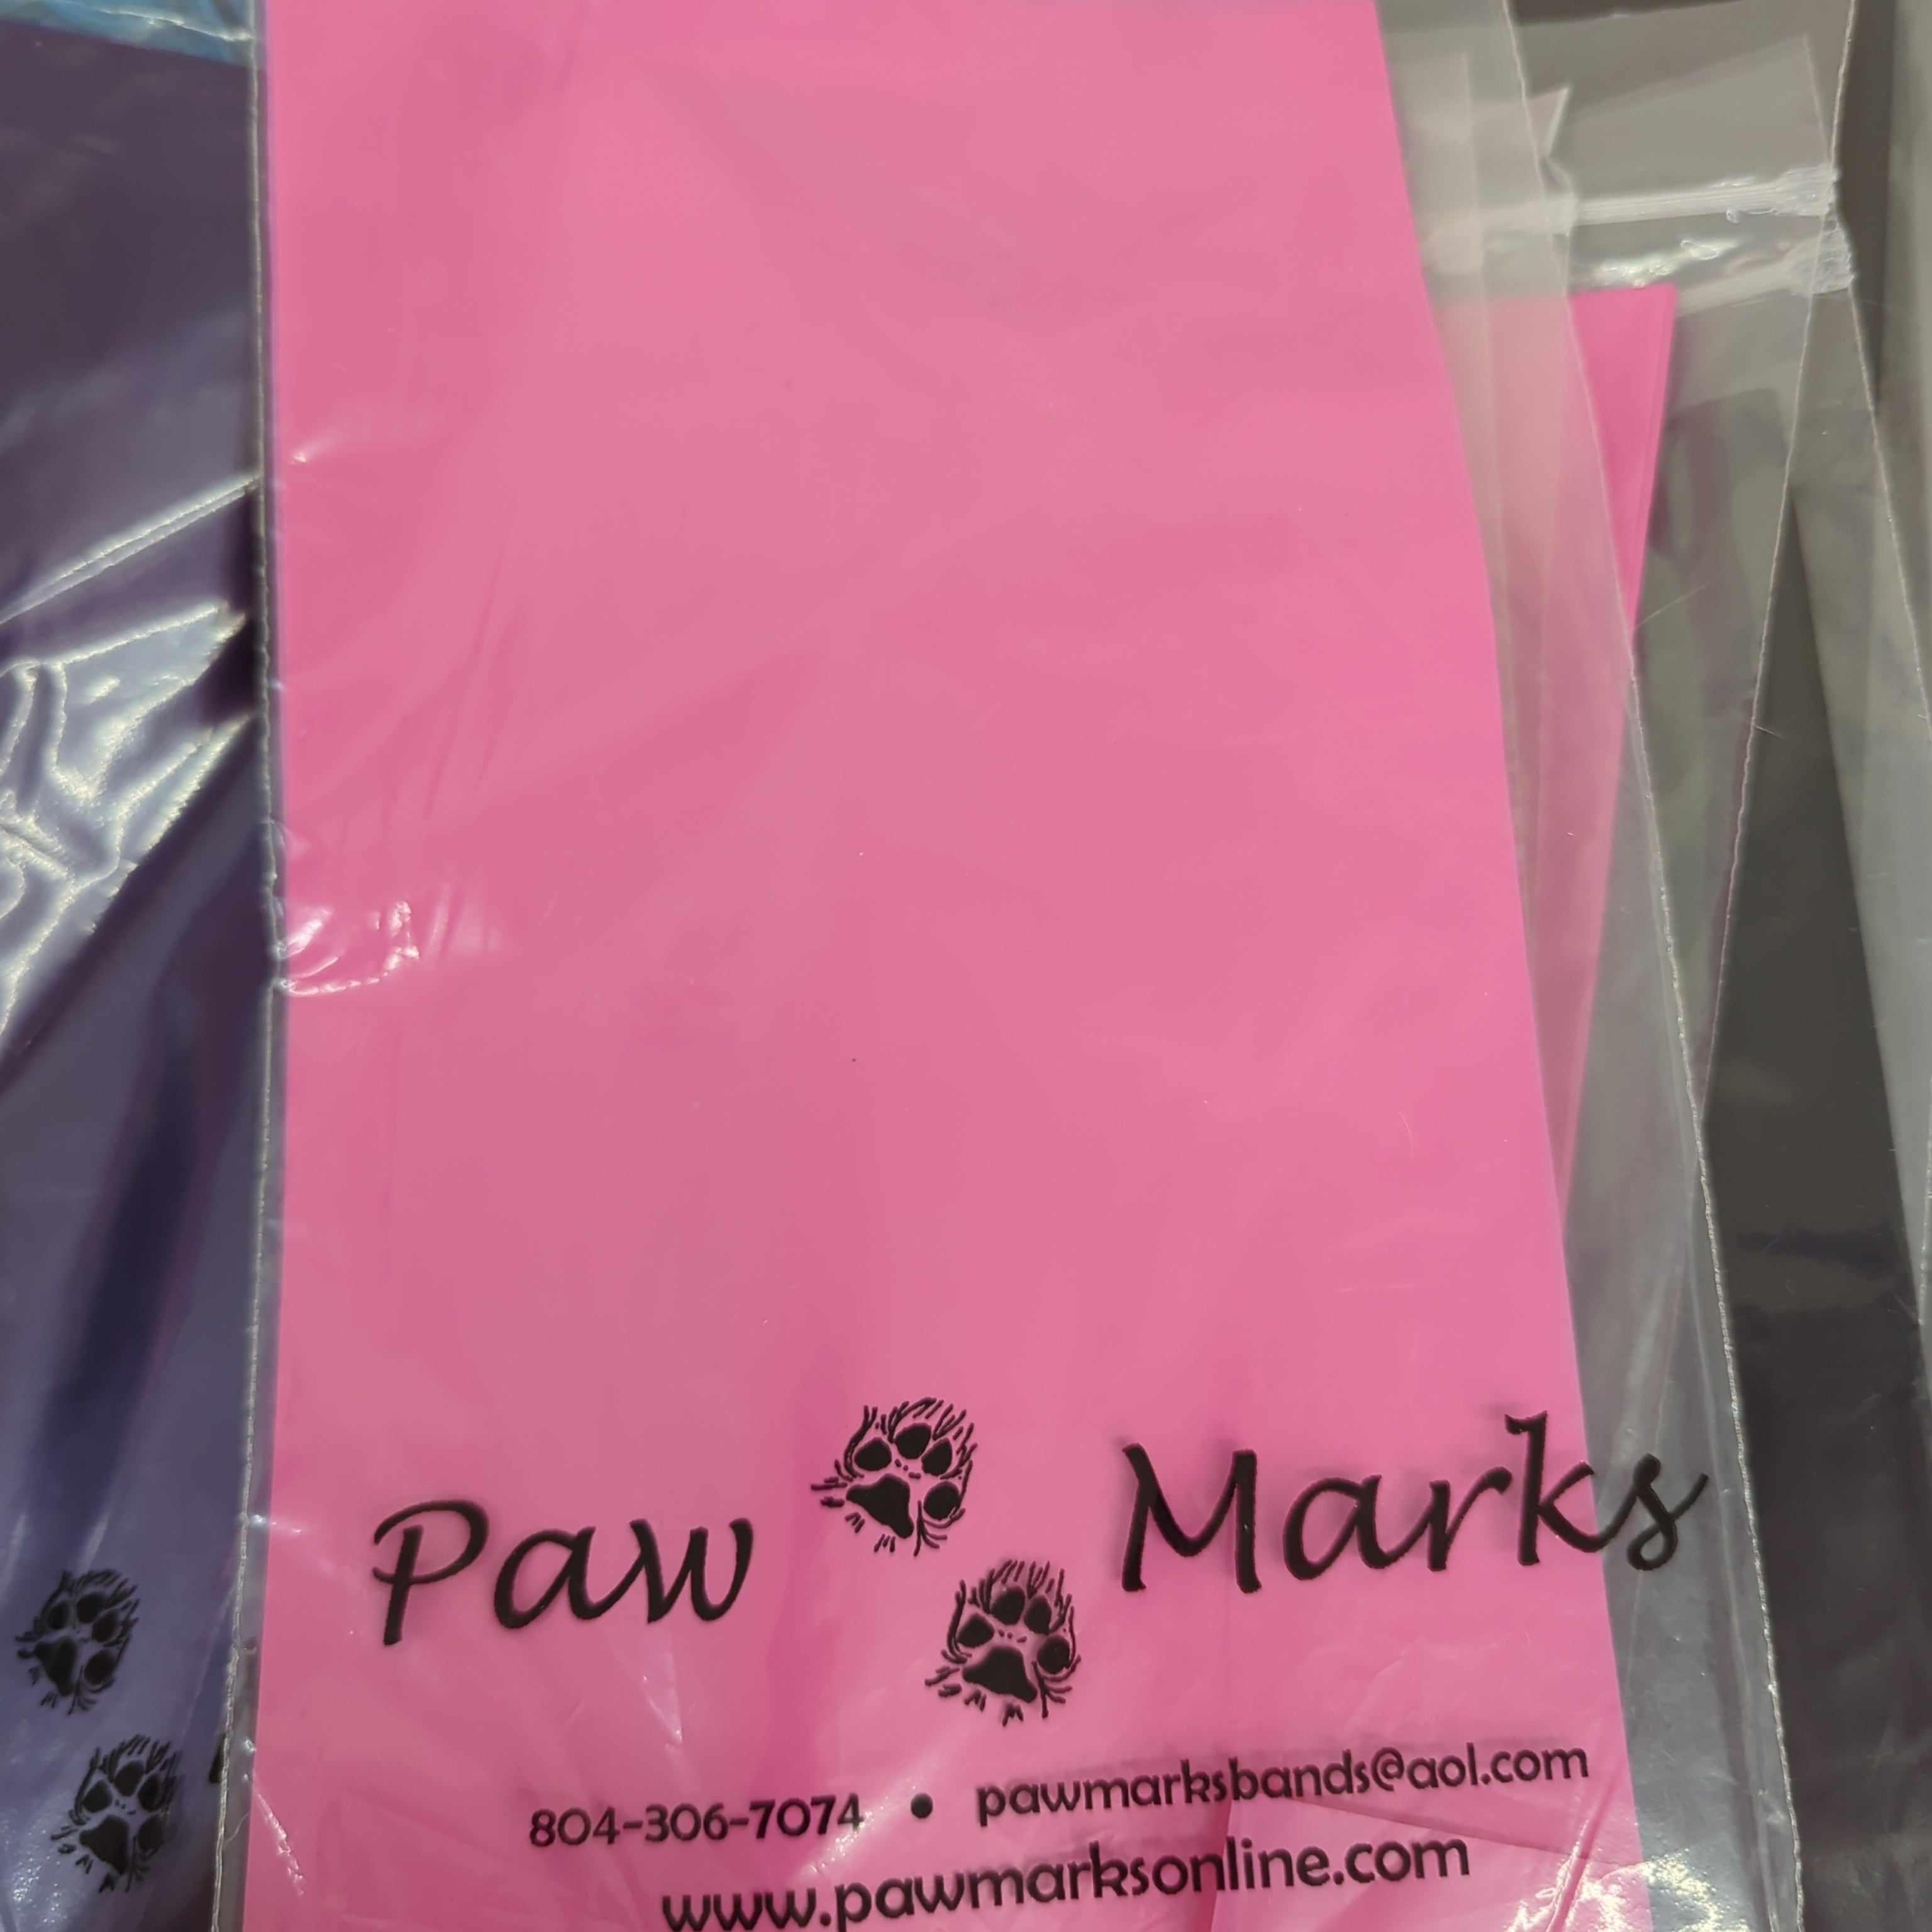 Paw Marks
804-306-7074 • pawmarksbands@aol.com
www.pawmarksonline.com